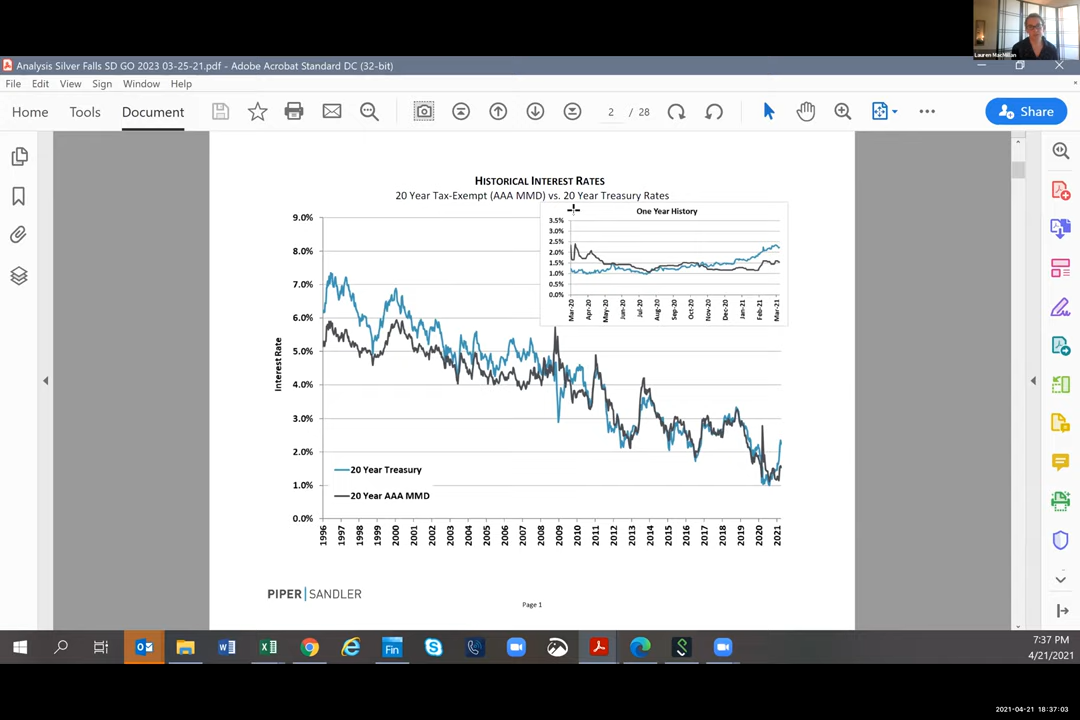 Lauren MacMillan
Analysis Silver Falls SD GO 2023 03-25-21.pdf - Adobe Acrobat Standard DC (32-bit)
File Edit View Sign Window Help
Home Tools Document 2 / 28 Share
HISTORICAL INTEREST RATES
20 Year Tax-Exempt (AAA MMD) vs. 20 Year Treasury Rates
One Year History
3.5%
3.0%
2.5%
2.0%
1.5%
1.0%
0.5%
0.0%
Mar-20 Apr-20 May-20 Jun-20 Jul-20 Aug-20 Sep-20 Oct-20 Nov-20 Dec-20 Jan-21 Feb-21 Mar-21
Interest Rate
9.0%
8.0%
7.0%
6.0%
5.0%
4.0%
3.0%
2.0%
1.0%
0.0%
20 Year Treasury
20 Year AAA MMD
1996 1997 1998 1999 2000 2001 2002 2003 2004 2005 2006 2007 2008 2009 2010 2011 2012 2013 2014 2015 2016 2017 2018 2019 2020 2021
PIPER|SANDLER
Page 1
Fin
7:37 PM
4/21/2021
2021-04-21 18:37:03